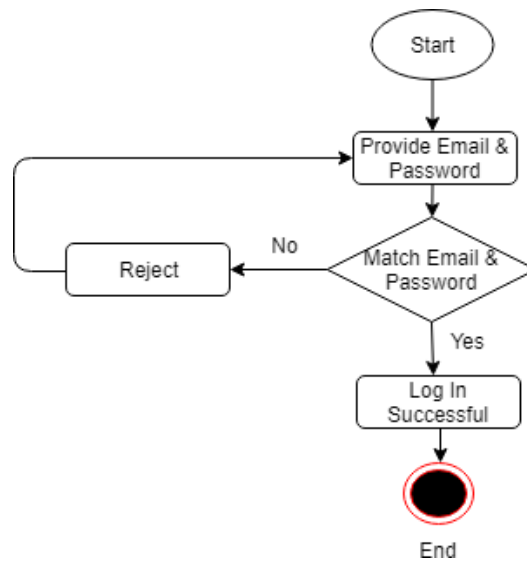 Start
Provide Email &
Password
Match Email &
Password
No
Reject
Yes
Log In
Successful
End